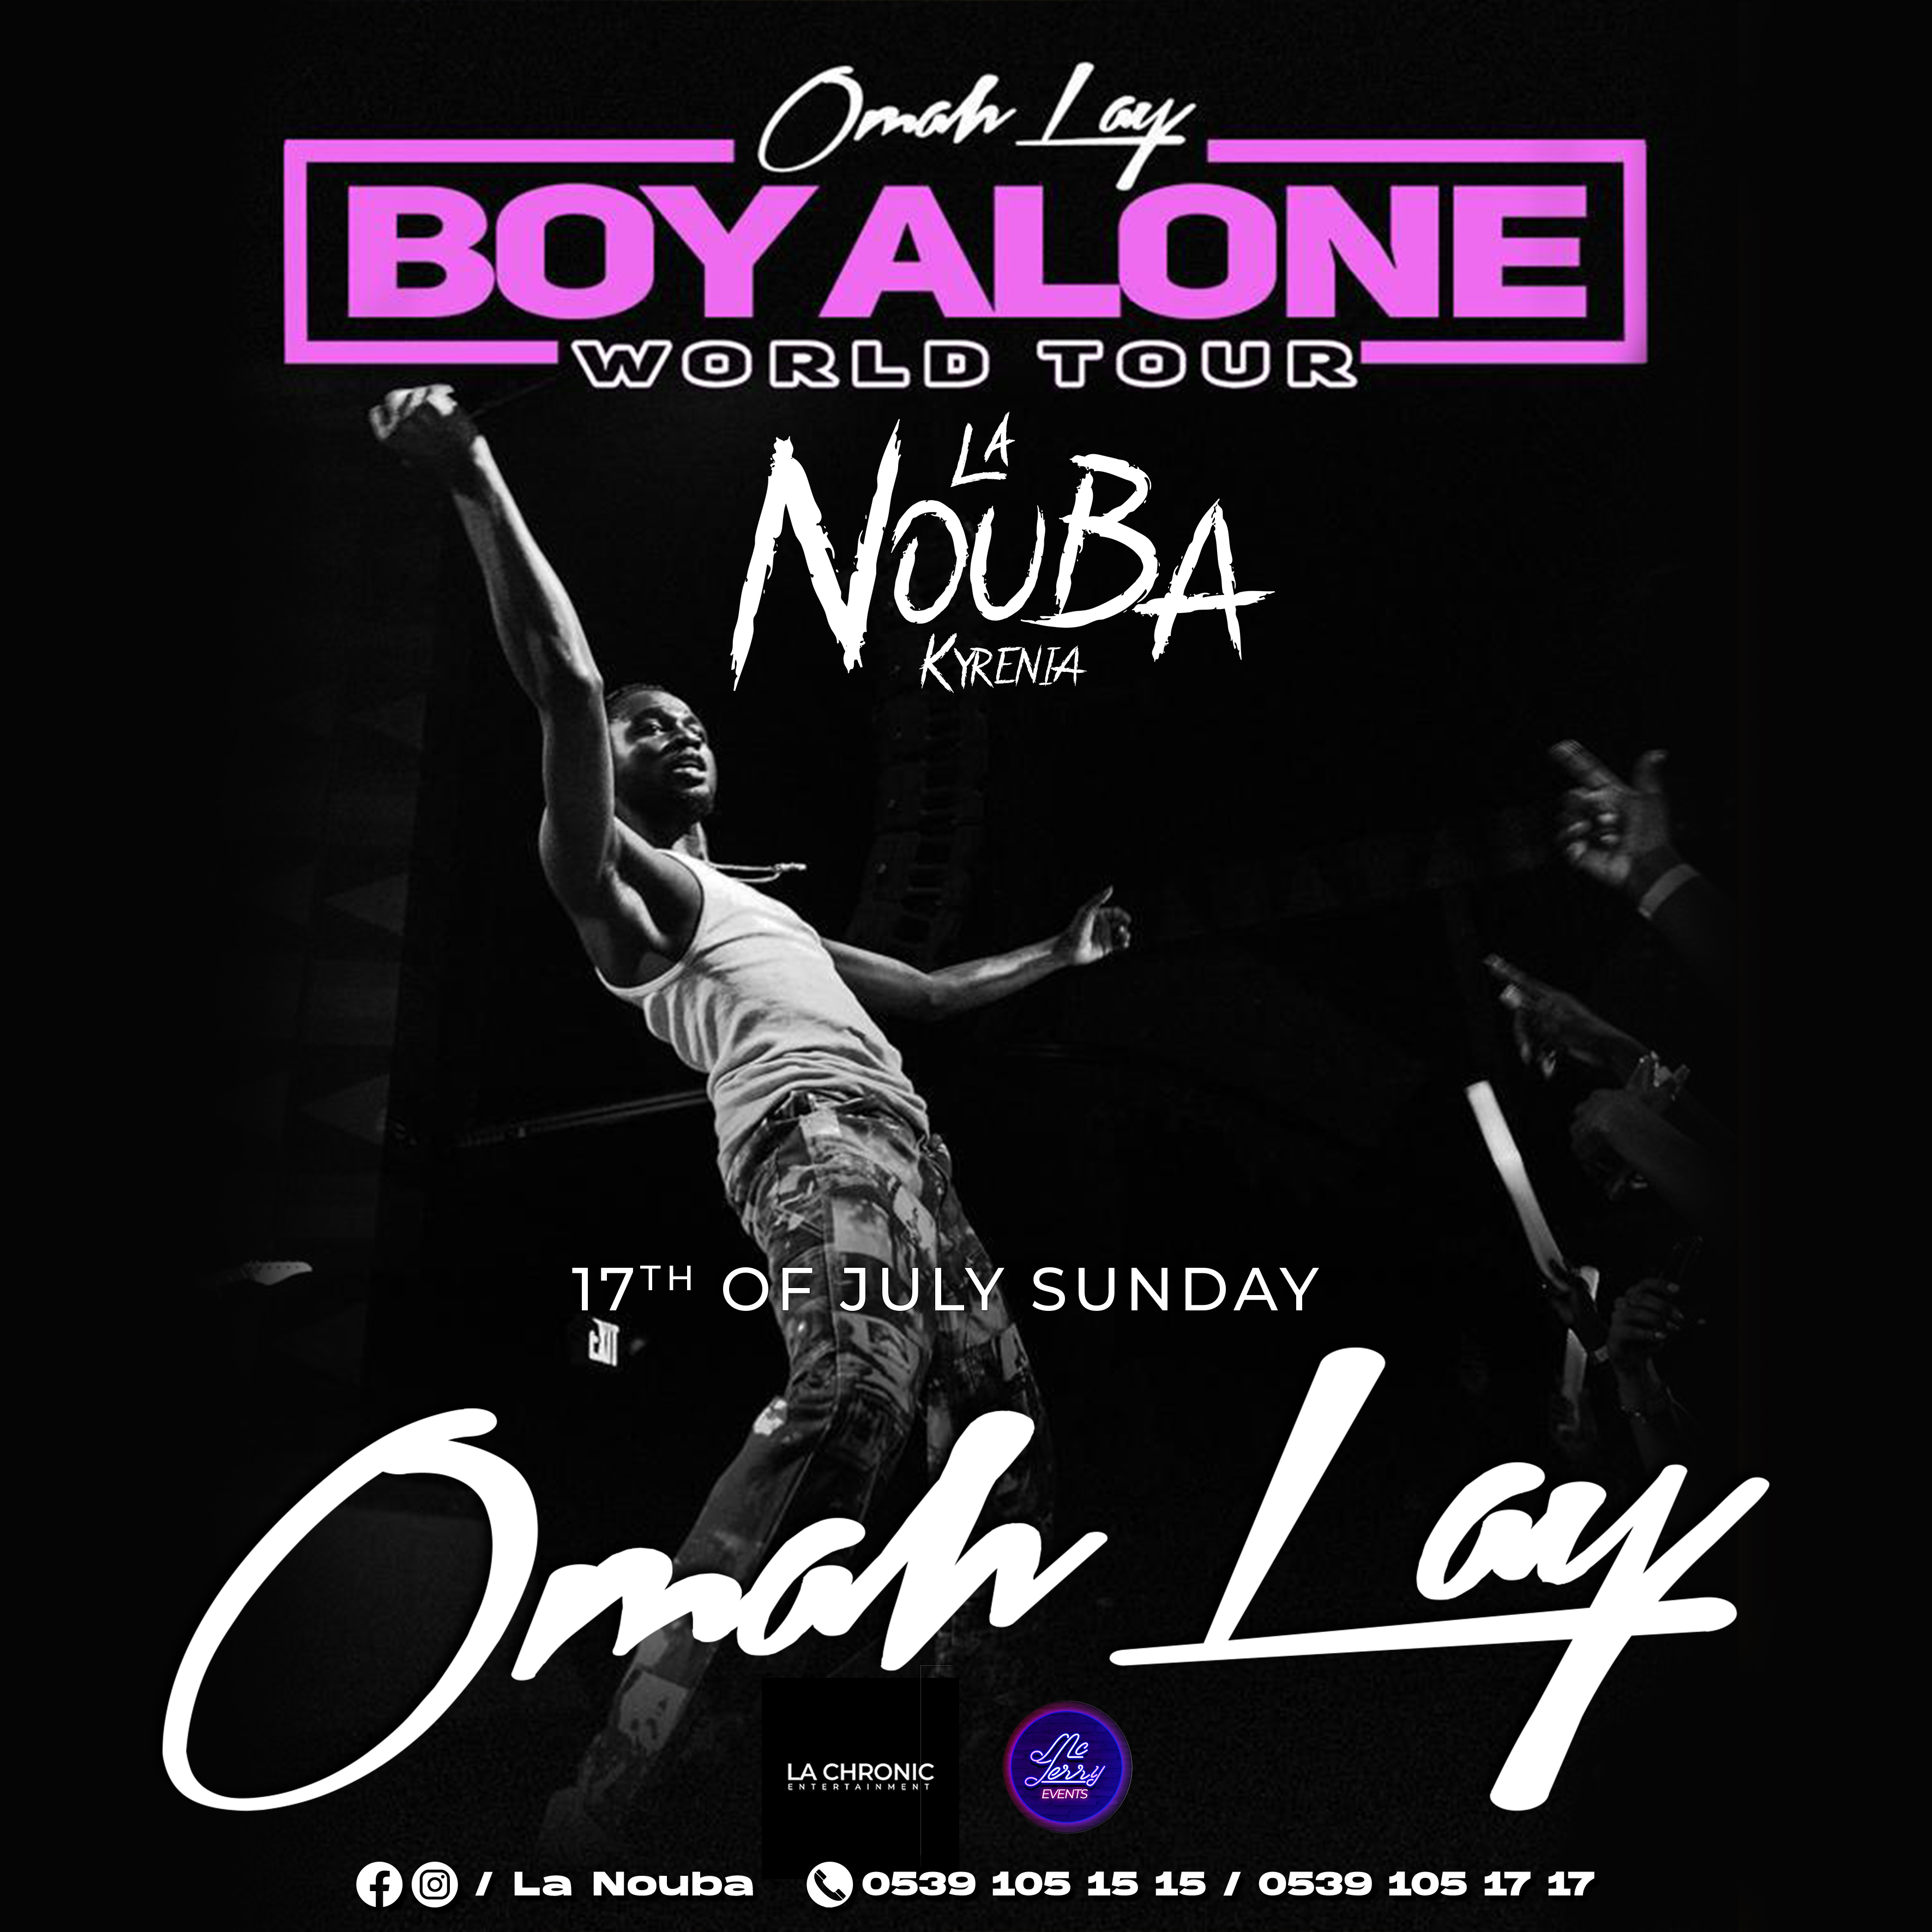 Omah Lay
BOY ALONE
WORLD TOUR
LA
NOUBA
KYRENIA
17TH OF JULY SUNDAY
EXIT
Omah Lay
LA CHRONIC
ENTERTAINMENT
Mc
Jerry
EVENTS
/ La Nouba 0539 105 15 15 / 0539 105 17 17